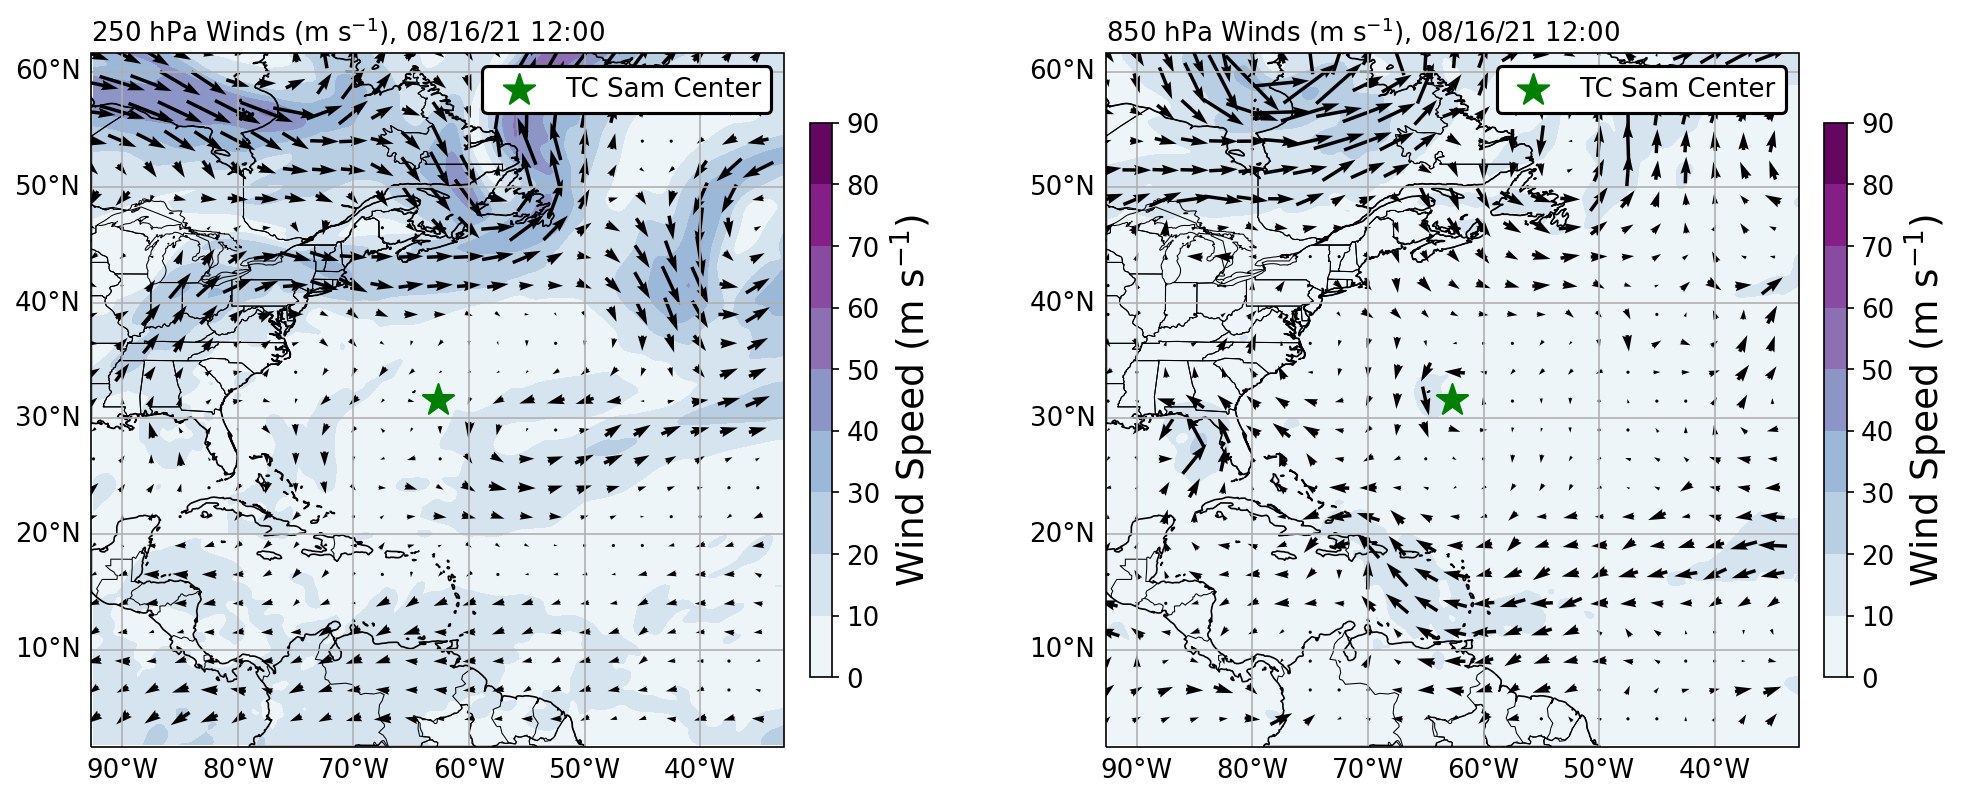 250 hPa Winds (m s⁻¹), 08/16/21 12:00
TC Sam Center
60°N
50°N
40°N
30°N
20°N
10°N
90°W 80°W 70°W 60°W 50°W 40°W
90
80
70
60
50
40
30
20
10
0
Wind Speed (m s⁻¹)
850 hPa Winds (m s⁻¹), 08/16/21 12:00
TC Sam Center
60°N
50°N
40°N
30°N
20°N
10°N
90°W 80°W 70°W 60°W 50°W 40°W
90
80
70
60
50
40
30
20
10
0
Wind Speed (m s⁻¹)